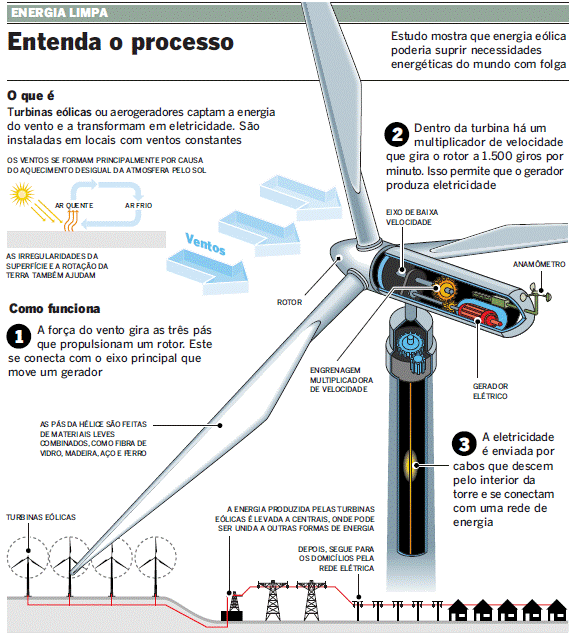 ENERGIA LIMPA
Entenda o processo
Estudo mostra que energia eólica
poderia suprir necessidades
energéticas do mundo com folga
O que é
Turbinas eólicas ou aerogeradores captam a energia
do vento e a transformam em eletricidade. São
instaladas em locais com ventos constantes
OS VENTOS SE FORMAM PRINCIPALMENTE POR CAUSA
DO AQUECIMENTO DESIGUAL DA ATMOSFERA PELO SOL
AR QUENTE
AR FRIO
AS IRREGULARIDADES DA
SUPERFÍCIE E A ROTAÇÃO DA
TERRA TAMBÉM AJUDAM
Ventos
2 Dentro da turbina há um
multiplicador de velocidade
que gira o rotor a 1.500 giros por
minuto. Isso permite que o gerador
produza eletricidade
EIXO DE BAIXA
VELOCIDADE
ANAMÔMETRO
ROTOR
Como funciona
1 A força do vento gira as três pás
que propulsionam um rotor. Este
se conecta com o eixo principal que
move um gerador
ENGRENAGEM
MULTIPLICADORA
DE VELOCIDADE
GERADOR
ELÉTRICO
AS PÁS DA HÉLICE SÃO FEITAS
DE MATERIAIS LEVES
COMBINADOS, COMO FIBRA DE
VIDRO, MADEIRA, AÇO E FERRO
3 A eletricidade
é enviada por
cabos que descem
pelo interior da
torre e se conectam
com uma rede de
energia
TURBINAS EÓLICAS
A ENERGIA PRODUZIDA PELAS TURBINAS
EÓLICAS É LEVADA A CENTRAIS, ONDE PODE
SER UNIDA A OUTRAS FORMAS DE ENERGIA
DEPOIS, SEGUE PARA
OS DOMICÍLIOS PELA
REDE ELÉTRICA